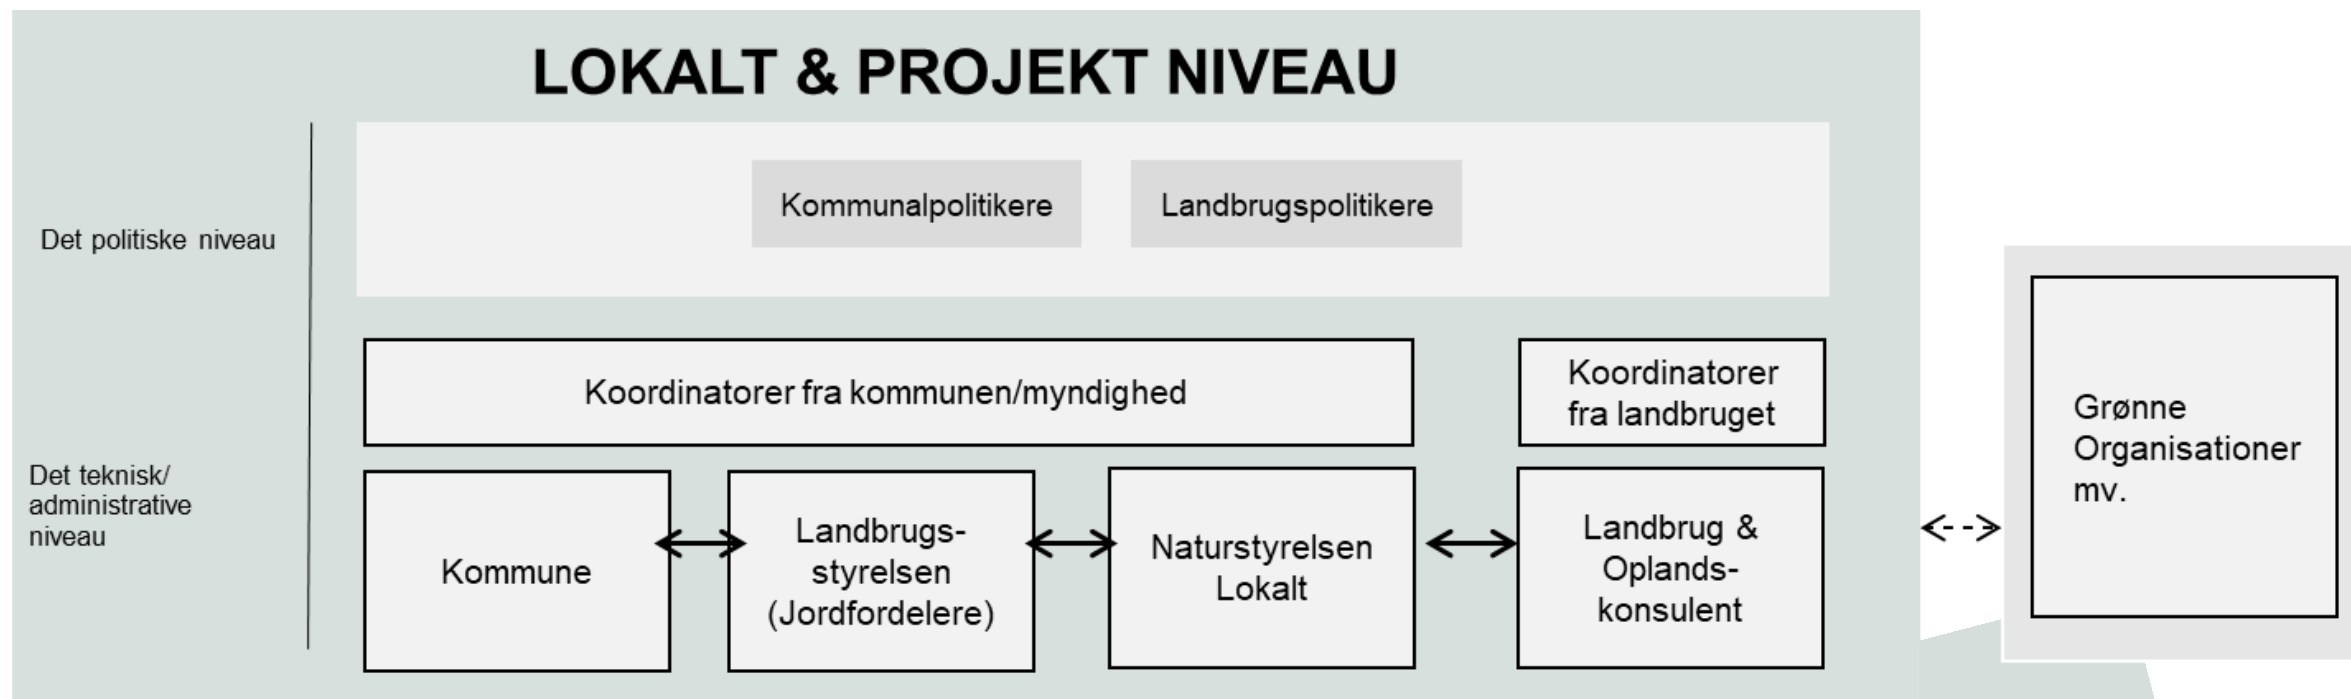 LOKALT & PROJEKT NIVEAU
Det politiske niveau
Kommunalpolitikere
Landbrugspolitikere
Det teknisk/
administrative
niveau
Koordinatorer fra kommunen/myndighed
Koordinatorer
fra landbruget
Kommune
Landbrugs-
styrelsen
(Jordfordelere)
Naturstyrelsen
Lokalt
Landbrug &
Oplands-
konsulent
Grønne
Organisationer
mv.